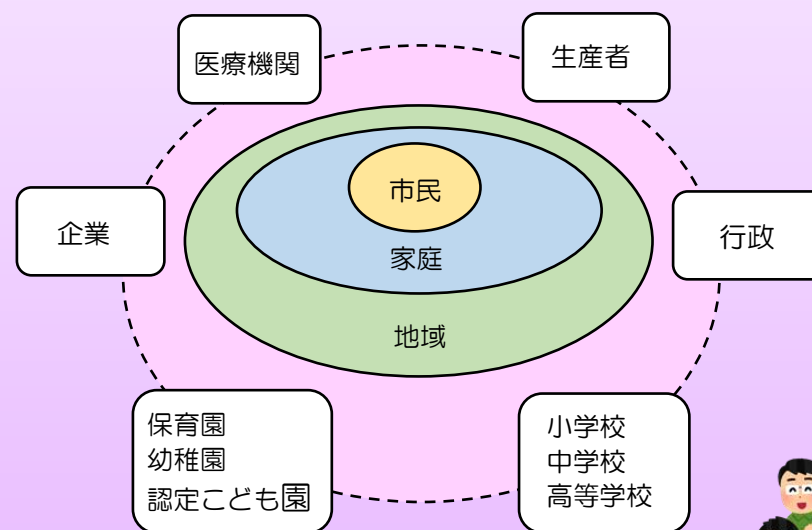 医療機関
生産者
市民
企業
行政
家庭
地域
保育園
幼稚園
認定こども園
小学校
中学校
高等学校